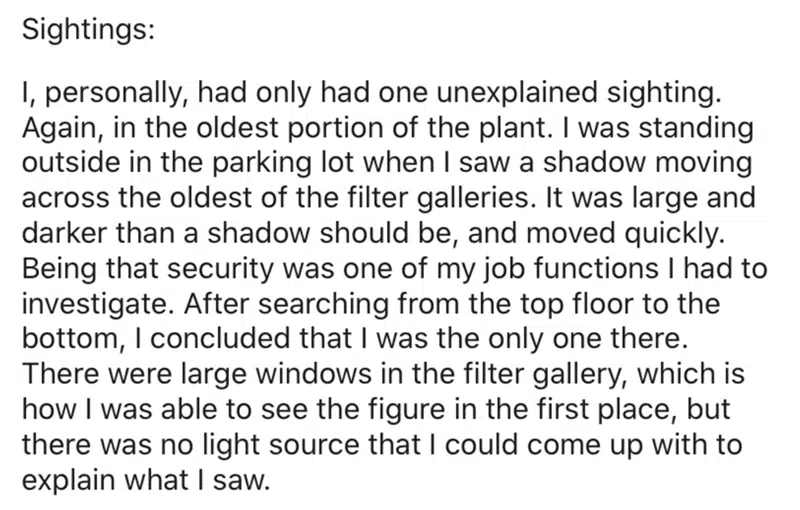 Sightings:
I, personally, had only had one unexplained sighting.
Again, in the oldest portion of the plant. I was standing
outside in the parking lot when I saw a shadow moving
across the oldest of the filter galleries. It was large and
darker than a shadow should be, and moved quickly.
Being that security was one of my job functions I had to
investigate. After searching from the top floor to the
bottom, I concluded that I was the only one there.
There were large windows in the filter gallery, which is
how I was able to see the figure in the first place, but
there was no light source that I could come up with to
explain what I saw.